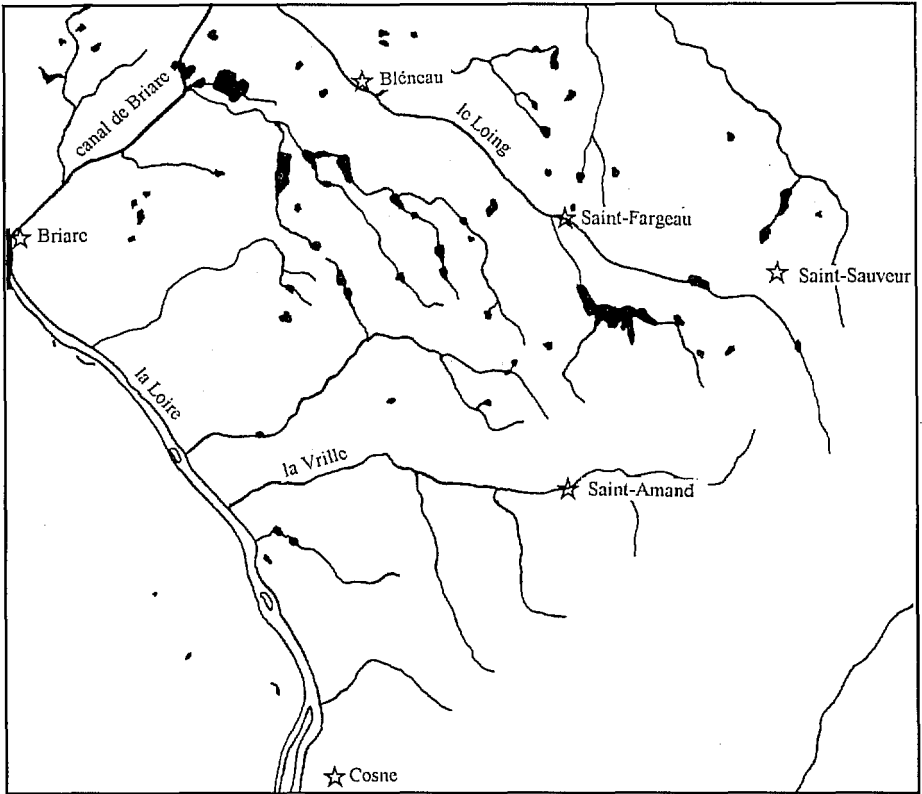 Bléneau
canal de Briare
le Loing
Saint-Fargeau
Briare
Saint-Sauveur
la Loire
la Vrille
Saint-Amand
Cosne